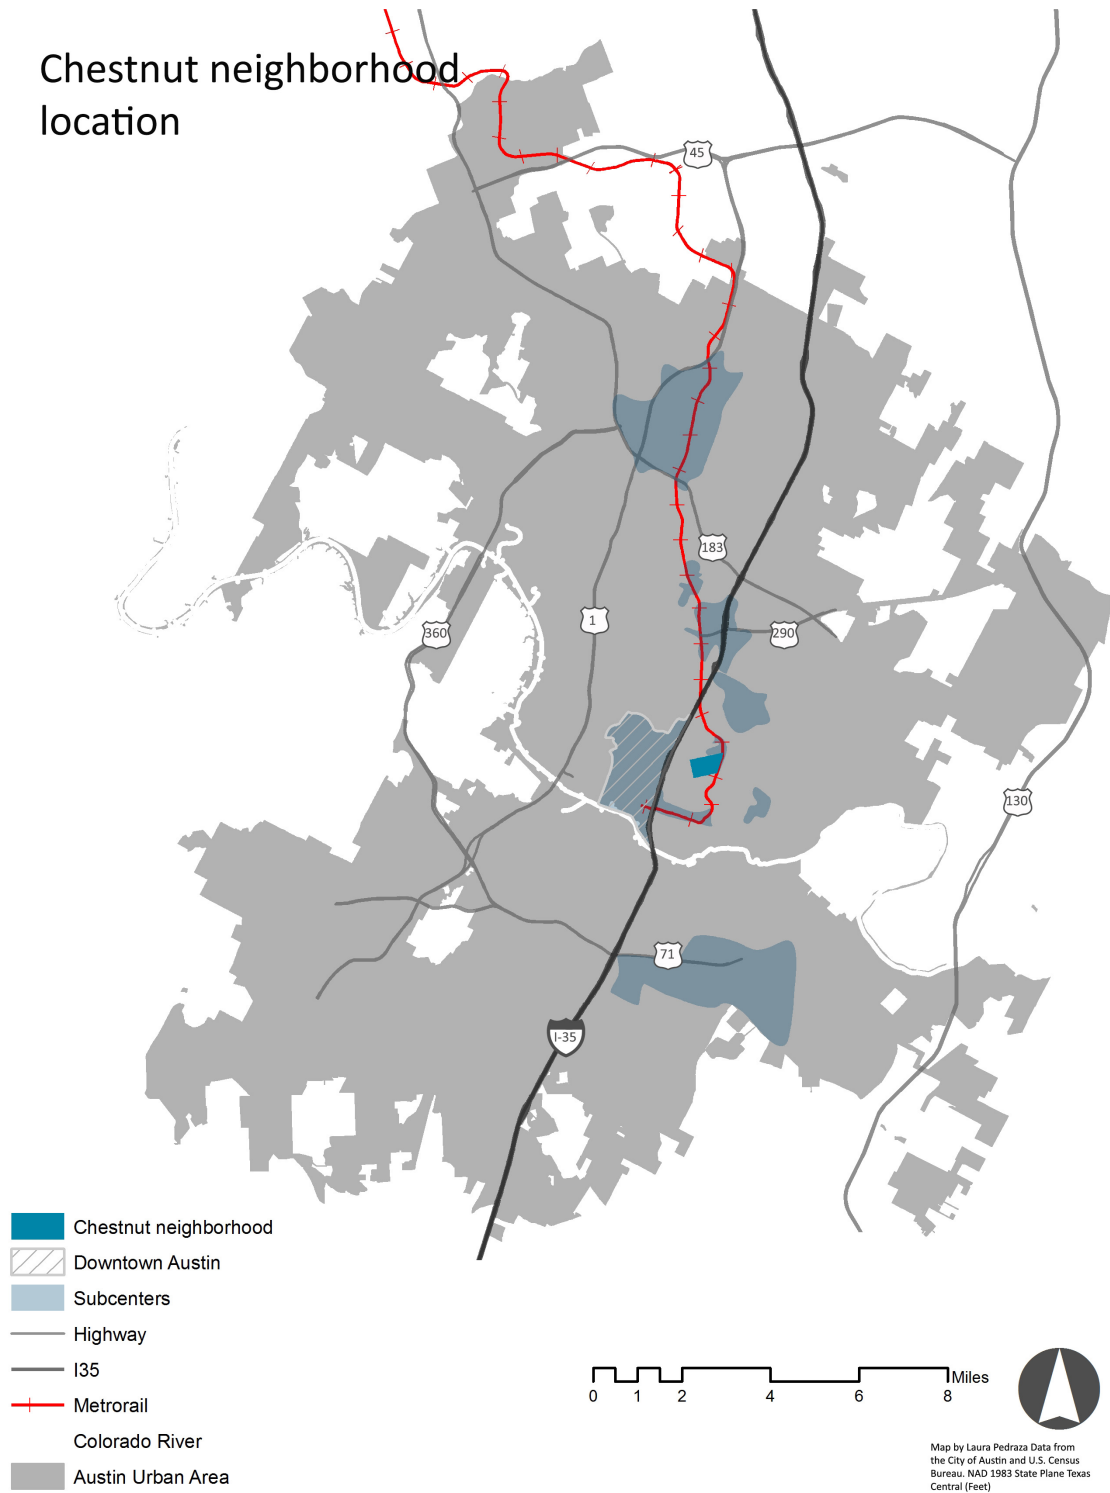 Chestnut neighborhood
location
45
183
1
360
290
130
71
I-35
Chestnut neighborhood
Downtown Austin
Subcenters
Highway
I35
Metrorail
Colorado River
Austin Urban Area
Miles
0 1 2 4 6 8
Map by Laura Pedraza Data from
the City of Austin and U.S. Census
Bureau. NAD 1983 State Plane Texas
Central (Feet)